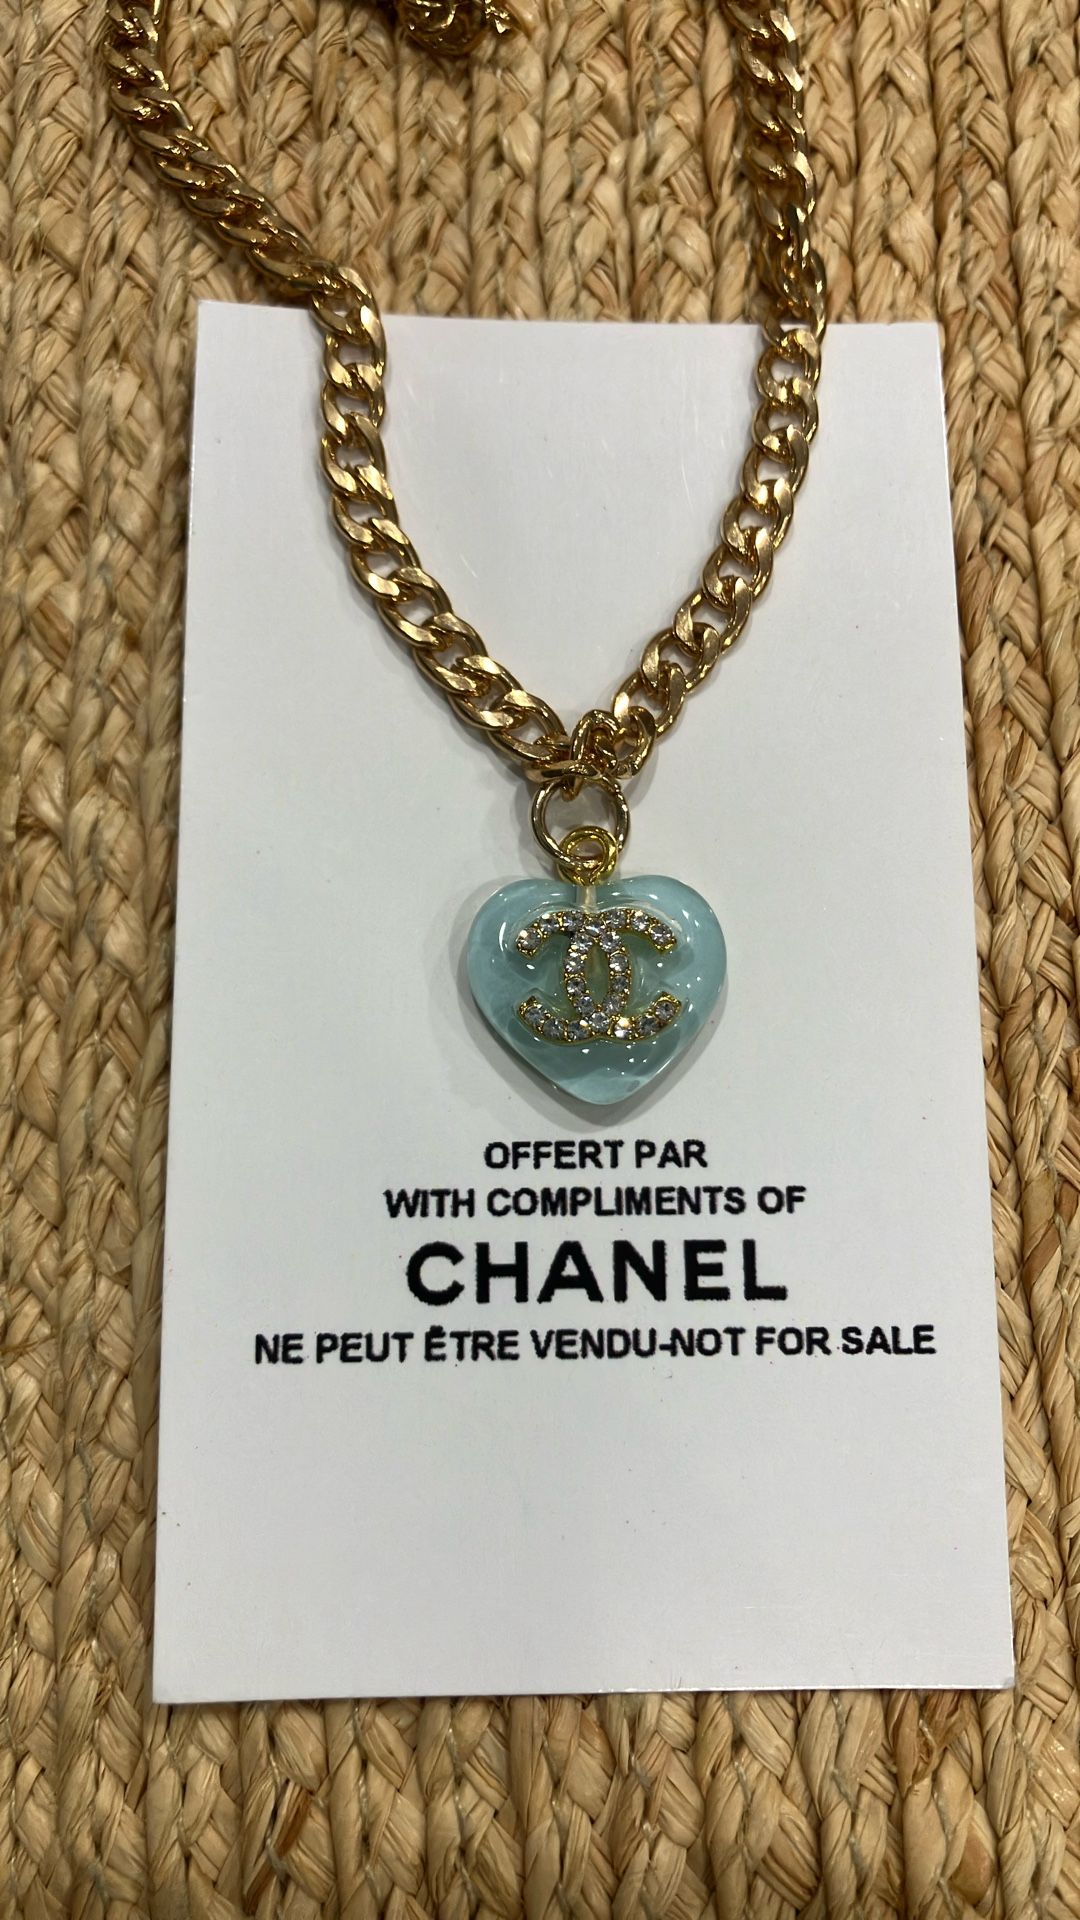 OFFERT PAR
WITH COMPLIMENTS OF
CHANEL
NE PEUT ÊTRE VENDU-NOT FOR SALE